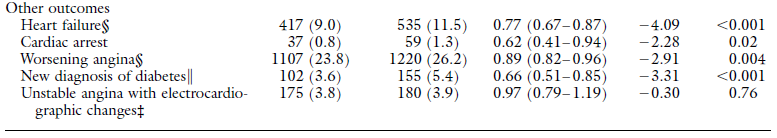 Other outcomes
Heart failure§ 417 (9.0) 535 (11.5) 0.77 (0.67–0.87) −4.09 <0.001
Cardiac arrest 37 (0.8) 59 (1.3) 0.62 (0.41–0.94) −2.28 0.02
Worsening angina§ 1107 (23.8) 1220 (26.2) 0.89 (0.82–0.96) −2.91 0.004
New diagnosis of diabetes‖ 102 (3.6) 155 (5.4) 0.66 (0.51–0.85) −3.31 <0.001
Unstable angina with electrocardio- 175 (3.8) 180 (3.9) 0.97 (0.79–1.19) −0.30 0.76
graphic changes‡